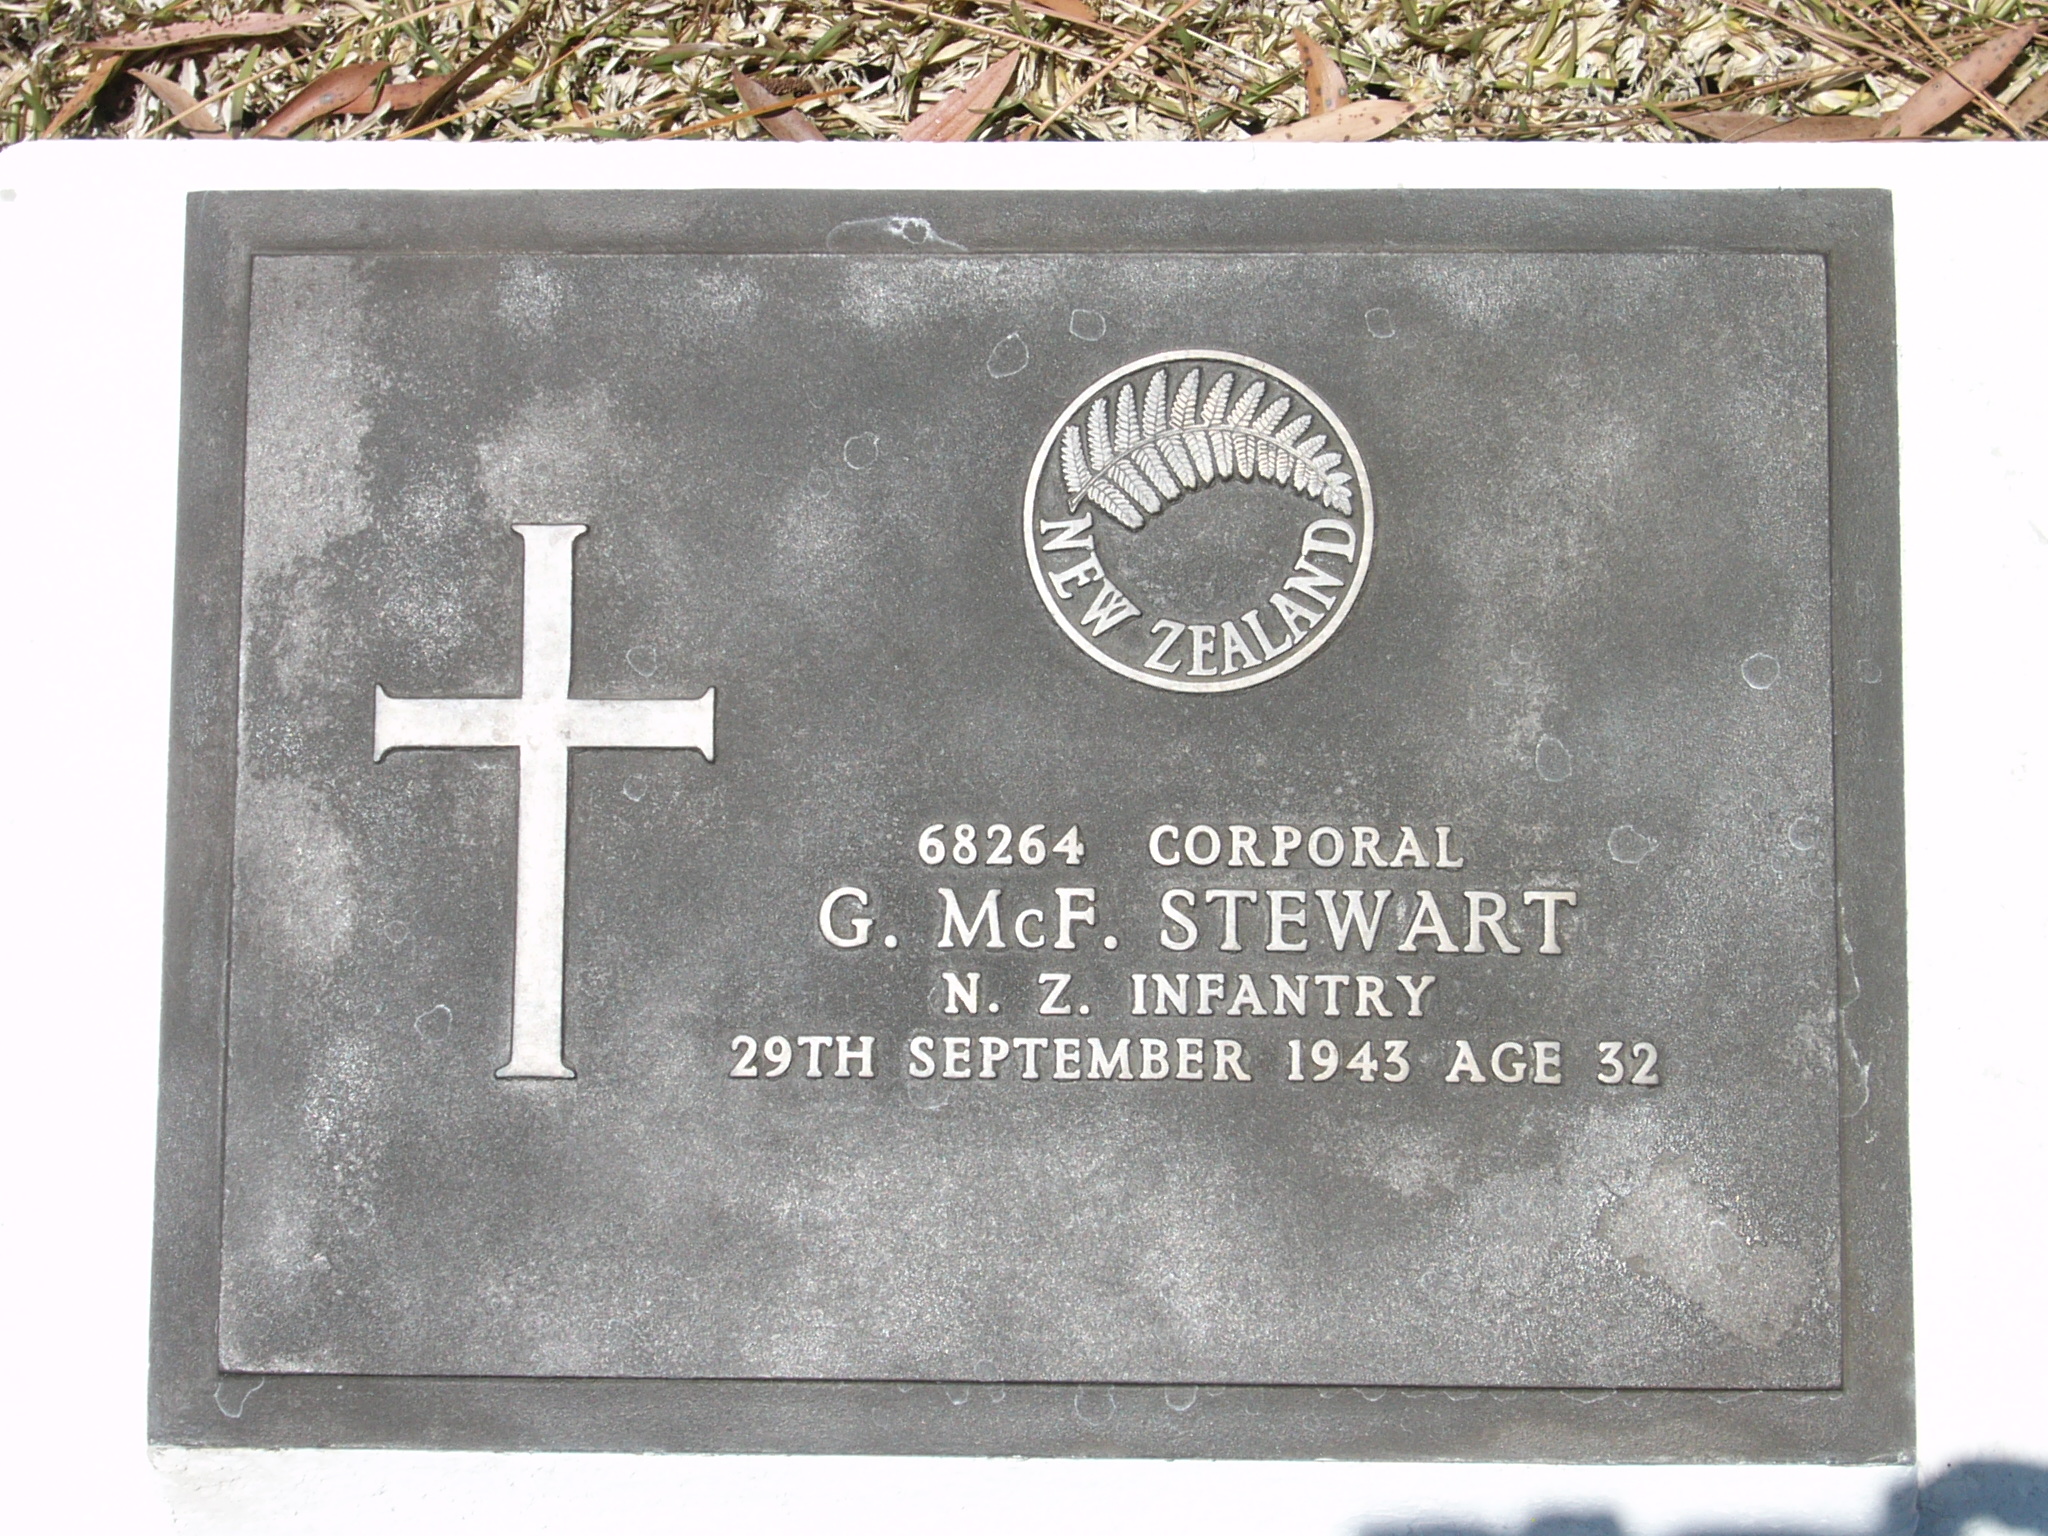 NEW ZEALAND
68264 CORPORAL
G. McF. STEWART
N. Z. INFANTRY
29TH SEPTEMBER 1943 AGE 32